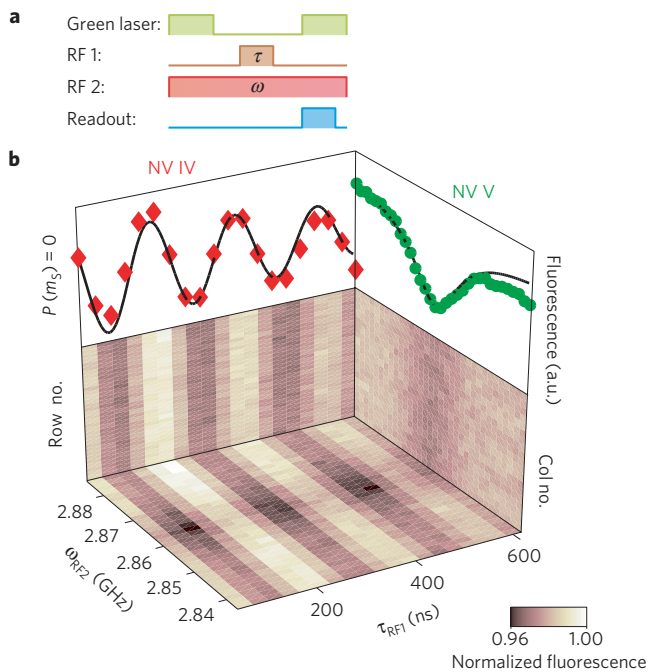 a
Green laser:
RF 1:
τ
RF 2:
ω
Readout:
b
NV IV
NV V
P (mS) = 0
Fluorescence (a.u.)
Row no.
Col no.
2.88
2.87
2.86
2.85
2.84
ωRF2 (GHz)
200
400
600
τRF1 (ns)
0.96
1.00
Normalized fluorescence